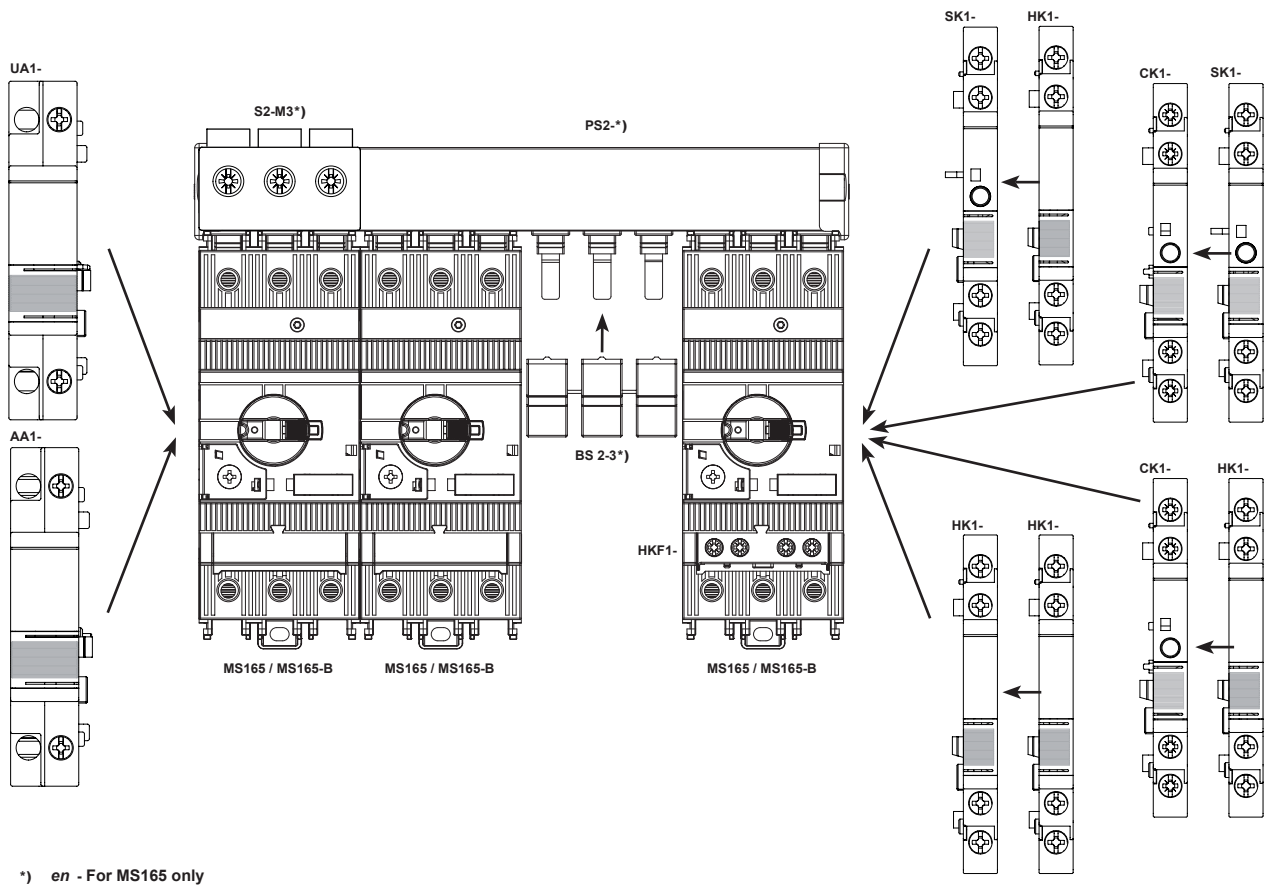 SK1-
HK1-
UA1-
CK1-
SK1-
S2-M3*)
PS2-*)
AA1-
BS 2-3*)
CK1-
HK1-
HK1-
HK1-
HKF1-
MS165 / MS165-B
MS165 / MS165-B
MS165 / MS165-B
*) en - For MS165 only